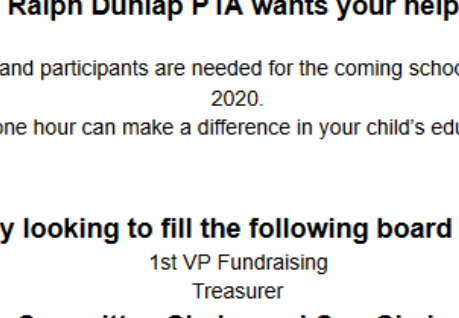 Ralph Dunlap PTA wants your help
and participants are needed for the coming schoo
2020.
one hour can make a difference in your child's edu
y looking to fill the following board
1st VP Fundraising
Treasurer